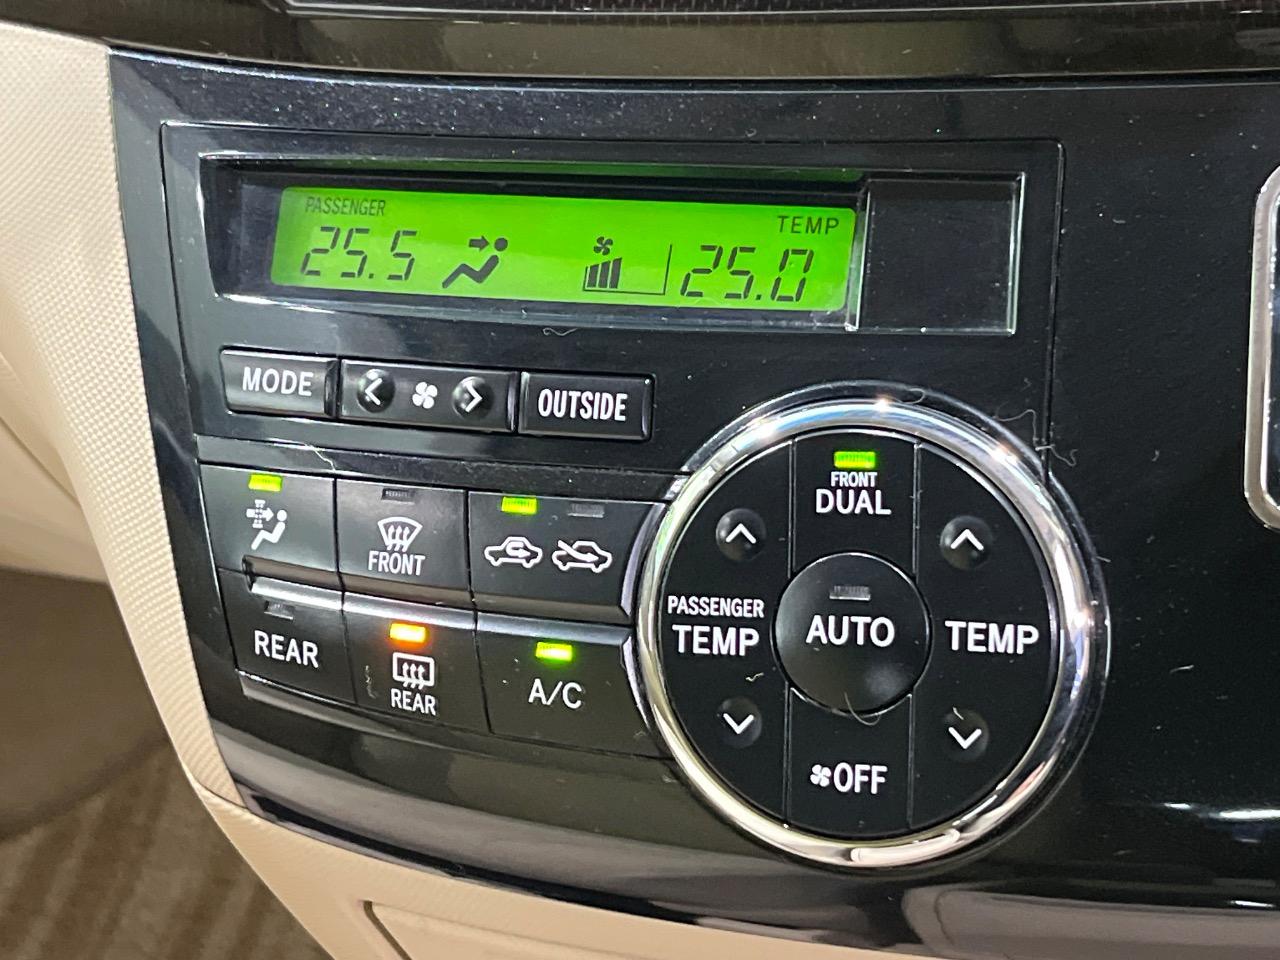 PASSENGER
TEMP
25.5
25.0
MODE
OUTSIDE
FRONT
DUAL
FRONT
PASSENGER
TEMP
AUTO
TEMP
REAR
REAR
A/C
OFF